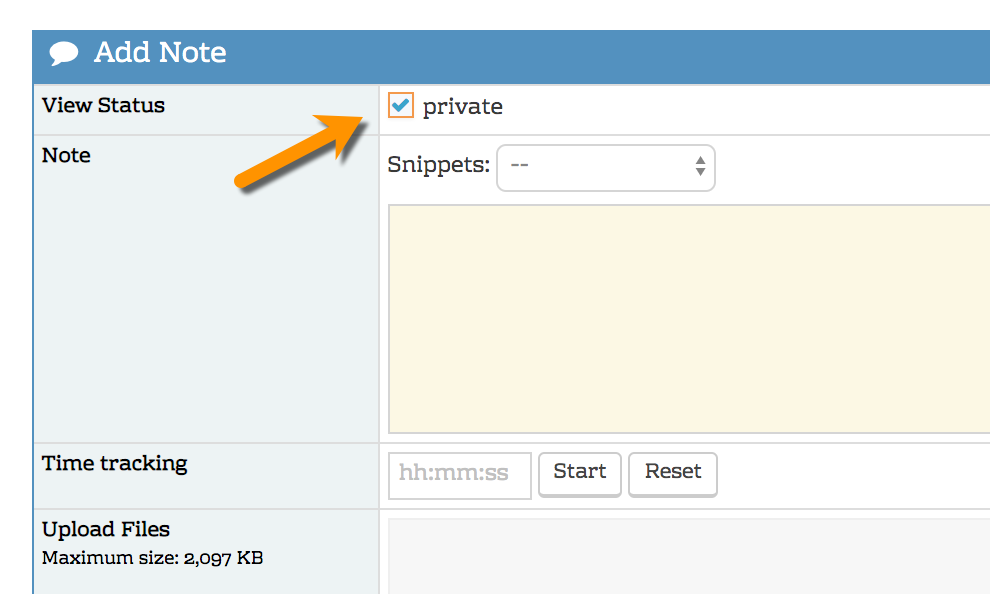 Add Note
View Status
private
Note
Snippets: --
Time tracking
hh:mm:ss Start Reset
Upload Files
Maximum size: 2,097 KB